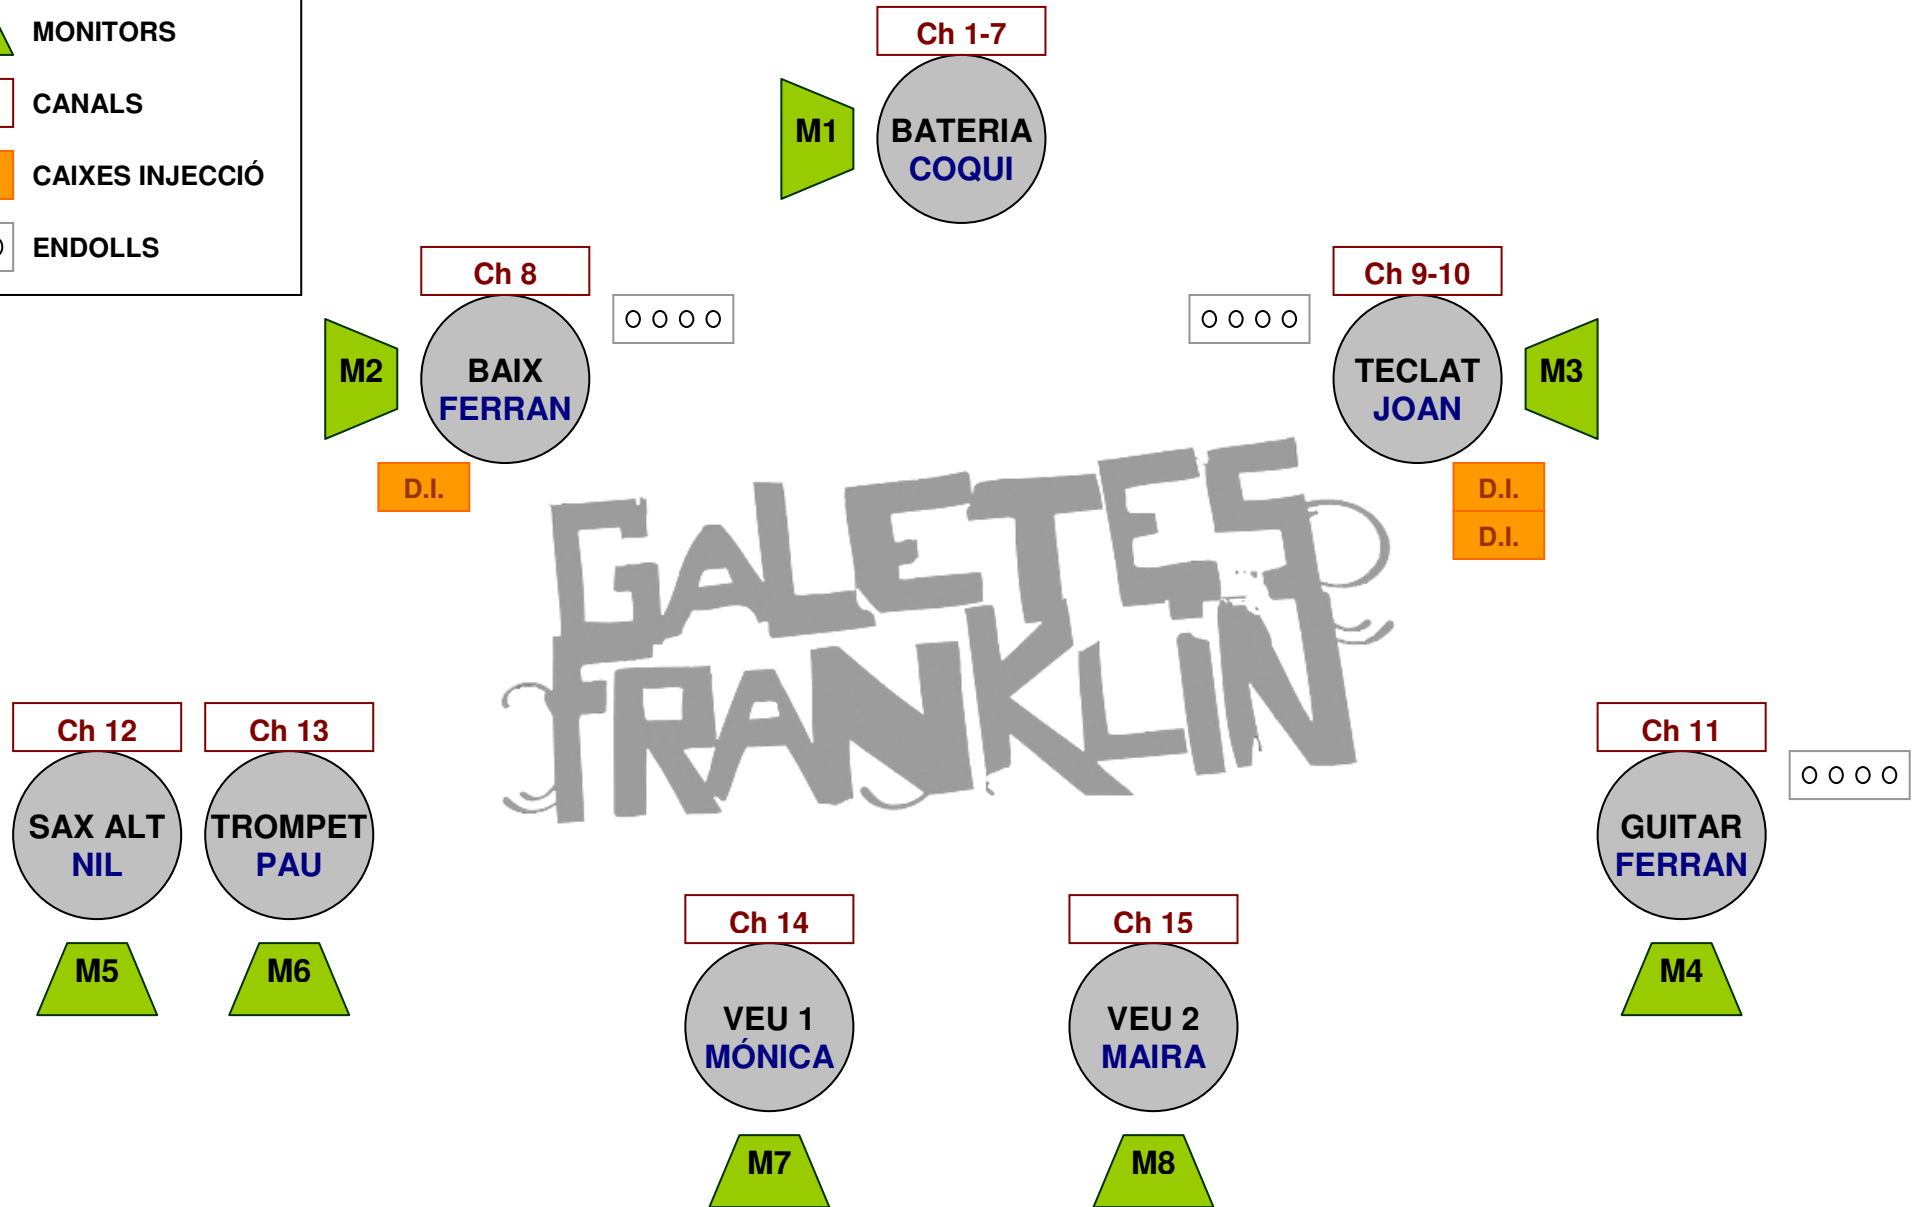 MONITORS
CANALS
CAIXES INJECCIÓ
ENDOLLS
Ch 1-7
M1
BATERIA
COQUI
Ch 8
M2
BAIX
FERRAN
D.I.
Ch 9-10
TECLAT
JOAN
M3
D.I.
D.I.
GALETES
FRANKLIN
Ch 12
SAX ALT
NIL
M5
Ch 13
TROMPET
PAU
M6
Ch 14
VEU 1
MÓNICA
M7
Ch 15
VEU 2
MAIRA
M8
Ch 11
GUITAR
FERRAN
M4